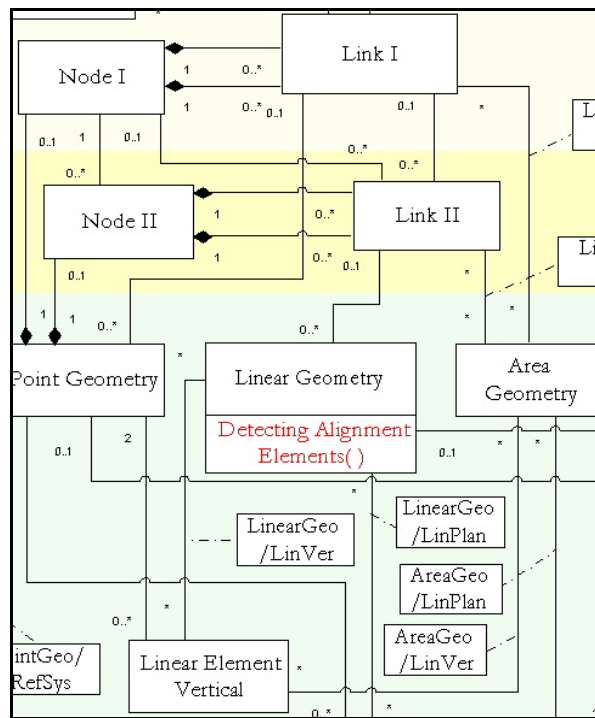 *
Node I
Link I
1
0..*
1
0..*
0..1
0..1
*
0..1
1
0..1
0..*
0..*
0..*
Node II
Link II
1
0..*
1
0..*
0..1
0..1
*
1
1
0..*
*
0..*
*
*
Point Geometry
Linear Geometry
Area
Geometry
Detecting Alignment
Elements( )
0..1
2
0..1
*
*
*
LinearGeo
/LinVer
LinearGeo
/LinPlan
AreaGeo
/LinPlan
AreaGeo
/LinVer
0..*
*
intGeo/
RefSys
Linear Element
Vertical
*
0..*
*